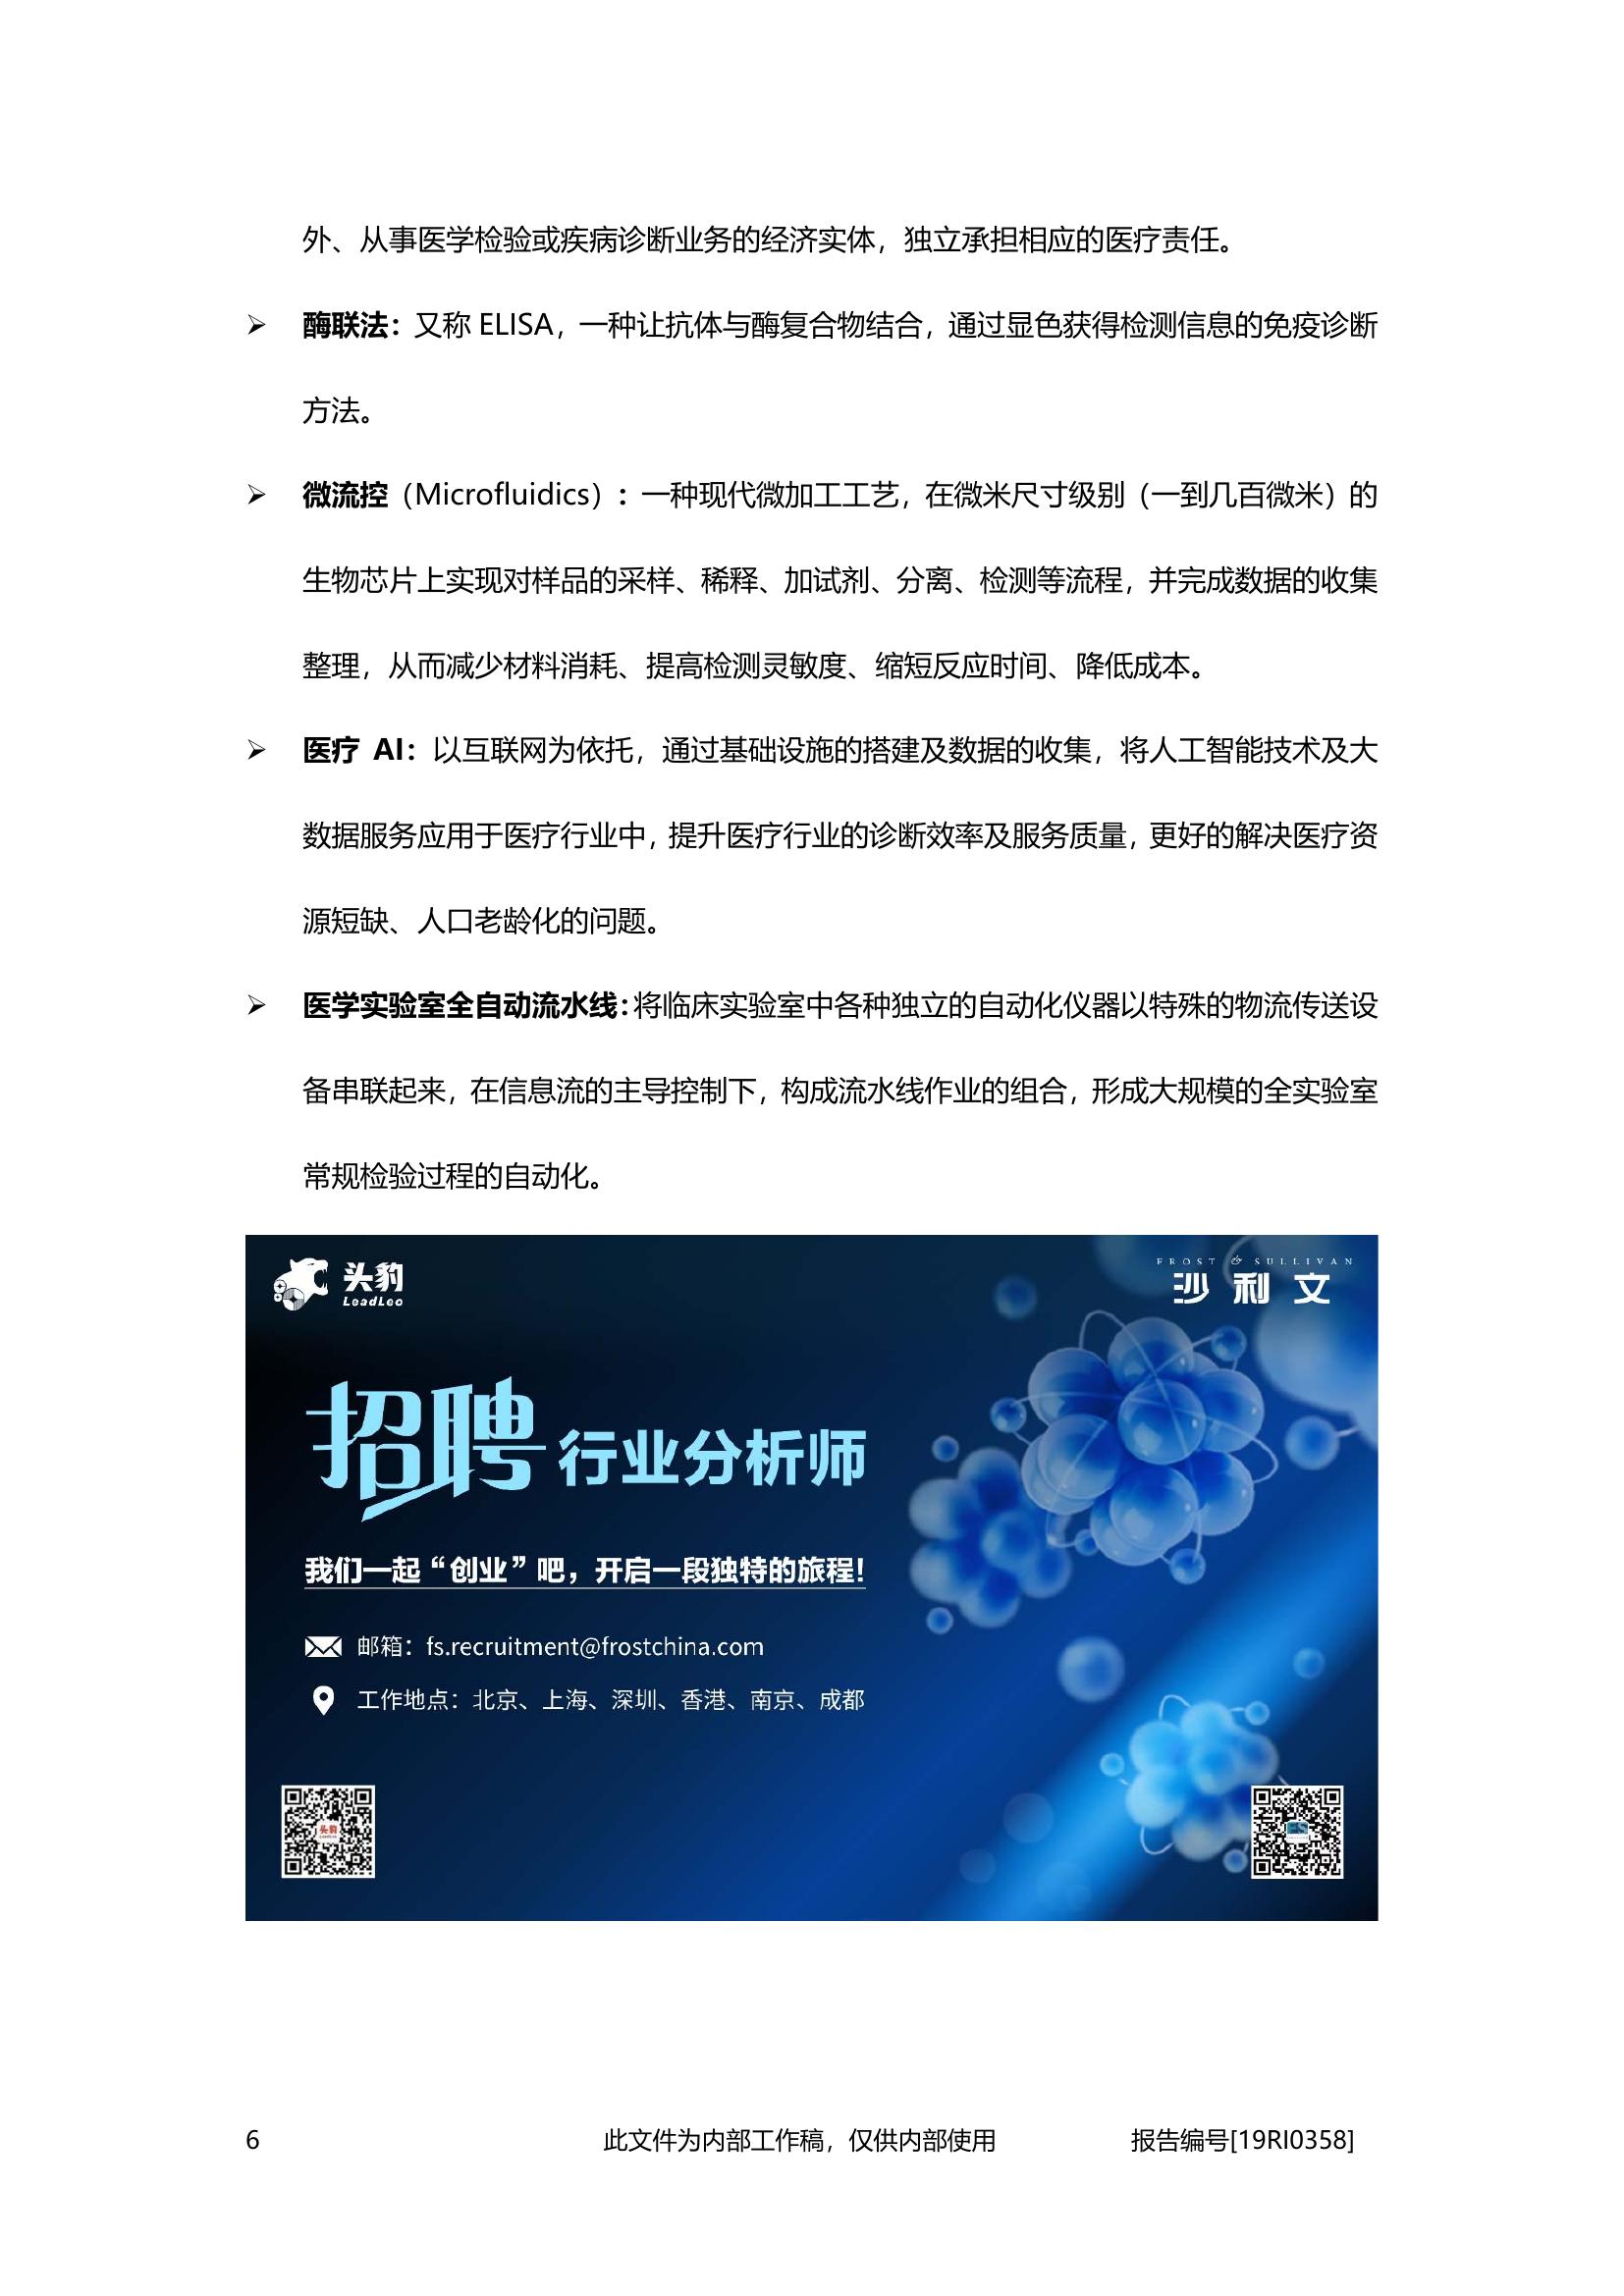 外、从事医学检验或疾病诊断业务的经济实体，独立承担相应的医疗责任。
➢ 酶联法：又称 ELISA，一种让抗体与酶复合物结合，通过显色获得检测信息的免疫诊断
方法。
➢ 微流控（Microfluidics）：一种现代微加工工艺，在微米尺寸级别（一到几百微米）的
生物芯片上实现对样品的采样、稀释、加试剂、分离、检测等流程，并完成数据的收集
整理，从而减少材料消耗、提高检测灵敏度、缩短反应时间、降低成本。
➢ 医疗 AI：以互联网为依托，通过基础设施的搭建及数据的收集，将人工智能技术及大
数据服务应用于医疗行业中，提升医疗行业的诊断效率及服务质量，更好的解决医疗资
源短缺、人口老龄化的问题。
➢ 医学实验室全自动流水线：将临床实验室中各种独立的自动化仪器以特殊的物流传送设
备串联起来，在信息流的主导控制下，构成流水线作业的组合，形成大规模的全实验室
常规检验过程的自动化。
头豹
LeadLeo
FROST & SULLIVAN
沙利文
招聘 行业分析师
我们一起“创业”吧，开启一段独特的旅程！
邮箱：fs.recruitment@frostchina.com
工作地点：北京、上海、深圳、香港、南京、成都
头豹
6 此文件为内部工作稿，仅供内部使用 报告编号[19RI0358]